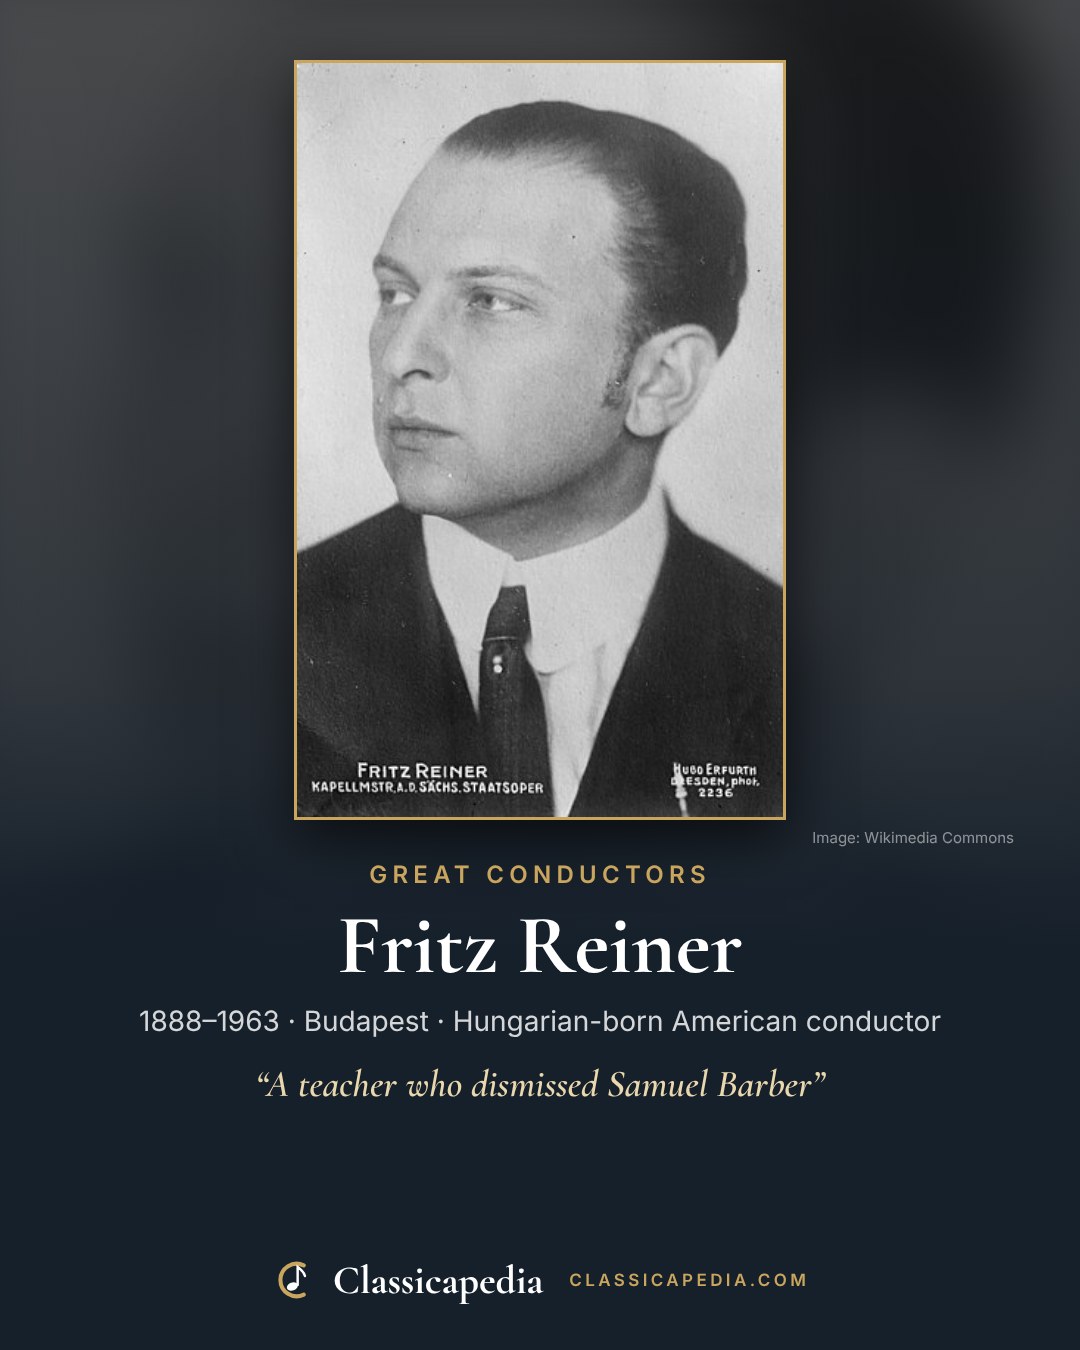 FRITZ REINER
KAPELLMSTR.A.D.SÄCHS.STAATSOPER
HUGO ERFURTH
DRESDEN, phot.
2236
Image: Wikimedia Commons
GREAT CONDUCTORS
Fritz Reiner
1888–1963 · Budapest · Hungarian-born American conductor
“A teacher who dismissed Samuel Barber”
Classicapedia CLASSICAPEDIA.COM